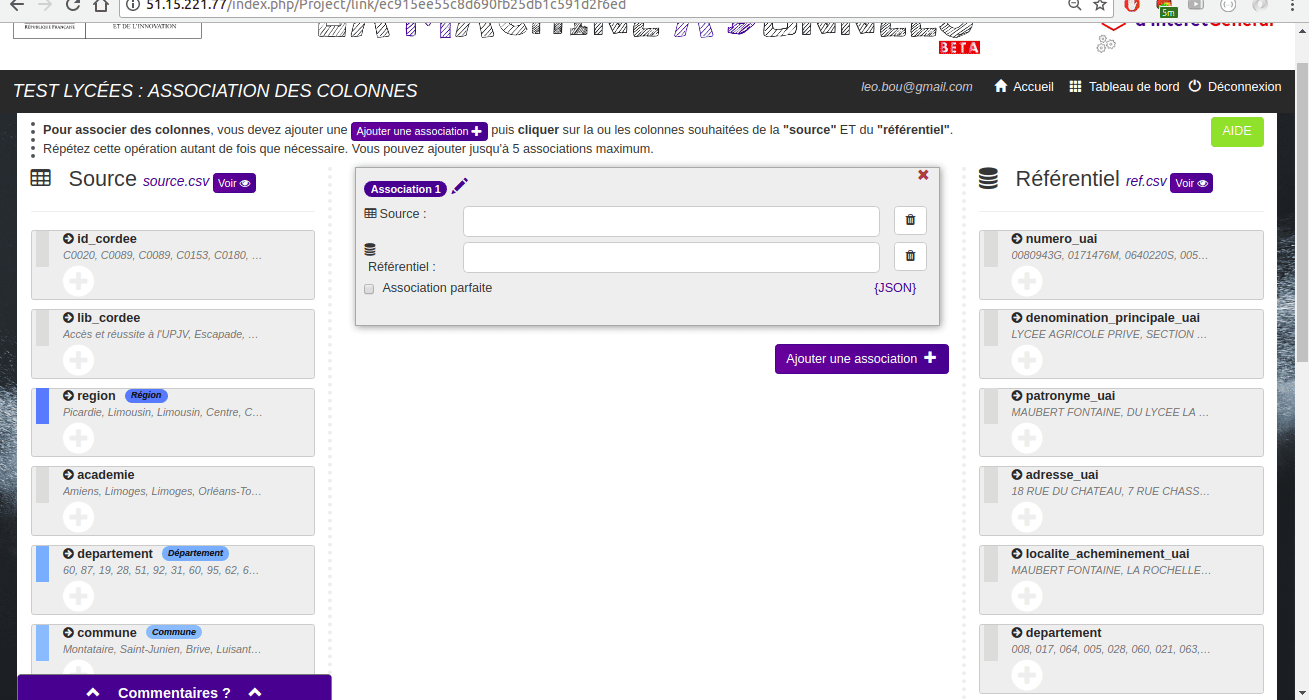 51.15.221.77/index.php/Project/link/ec915ee55c8d690fb25db1c591d2f6ed
5m
RÉPUBLIQUE FRANÇAISE
ET DE L'INNOVATION
BETA
d'Intérêt Général
TEST LYCÉES : ASSOCIATION DES COLONNES
leo.bou@gmail.com
Accueil
Tableau de bord
Déconnexion
Pour associer des colonnes, vous devez ajouter une Ajouter une association puis cliquer sur la ou les colonnes souhaitées de la "source" ET du "référentiel".
Répétez cette opération autant de fois que nécessaire. Vous pouvez ajouter jusqu'à 5 associations maximum.
AIDE
Source source.csv Voir
id_cordee
C0020, C0089, C0089, C0153, C0180, …
lib_cordee
Accès et réussite à l'UPJV, Escapade, …
region Région
Picardie, Limousin, Limousin, Centre, C…
academie
Amiens, Limoges, Limoges, Orléans-To…
departement Département
60, 87, 19, 28, 51, 92, 31, 60, 95, 62, 6…
commune Commune
Montataire, Saint-Junien, Brive, Luisant…
Commentaires ?
Association 1
Source :
Référentiel :
Association parfaite
{JSON}
Ajouter une association
Référentiel ref.csv Voir
numero_uai
0080943G, 0171476M, 0640220S, 005…
denomination_principale_uai
LYCEE AGRICOLE PRIVE, SECTION …
patronyme_uai
MAUBERT FONTAINE, DU LYCEE LA …
adresse_uai
18 RUE DU CHATEAU, 7 RUE CHASS…
localite_acheminement_uai
MAUBERT FONTAINE, LA ROCHELLE…
departement
008, 017, 064, 005, 028, 060, 021, 063,…